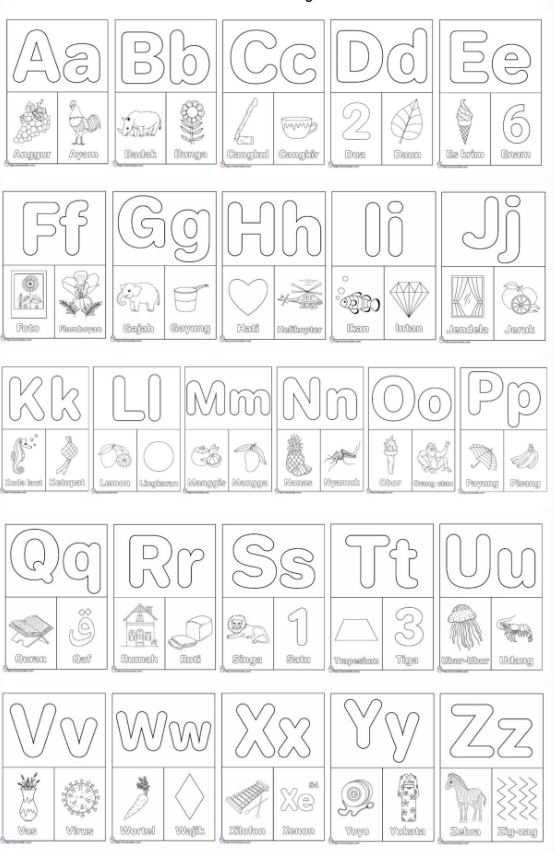 Aa Bb Cc Dd Ee
2 6
Anggur Ayam Badak Bunga Cangkul Cangkir Dua Daun Es krim Enam
Ff Gg Hh Ii Jj
Foto Flamboyan Gajah Gayung Hati Helikopter Ikan Intan Jendela Jeruk
Kk Ll Mm Nn Oo Pp
Kuda laut Ketupat Lemon Lingkaran Manggis Mangga Nanas Nyamuk Obor Orang utan Payung Pisang
Qq Rr Ss Tt Uu
ق 1 3
Quran Qaf Rumah Roti Singa Satu Trapesium Tiga Ubur-Ubur Udang
Vv Ww Xx Yy Zz
54
Xe
Vas Virus Wortel Wajik Xilofon Xenon Yoyo Yukata Zebra Zig-zag